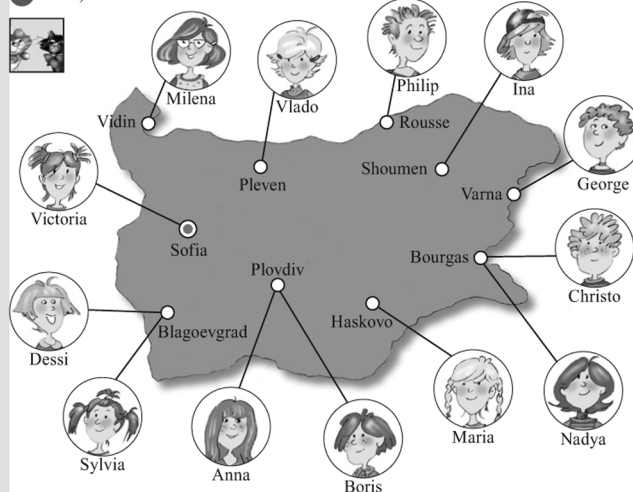 Milena
Vlado
Philip
Ina
Vidin
Rousse
George
Shoumen
Pleven
Varna
Victoria
Sofia
Bourgas
Plovdiv
Christo
Haskovo
Blagoevgrad
Dessi
Maria
Nadya
Sylvia
Anna
Boris